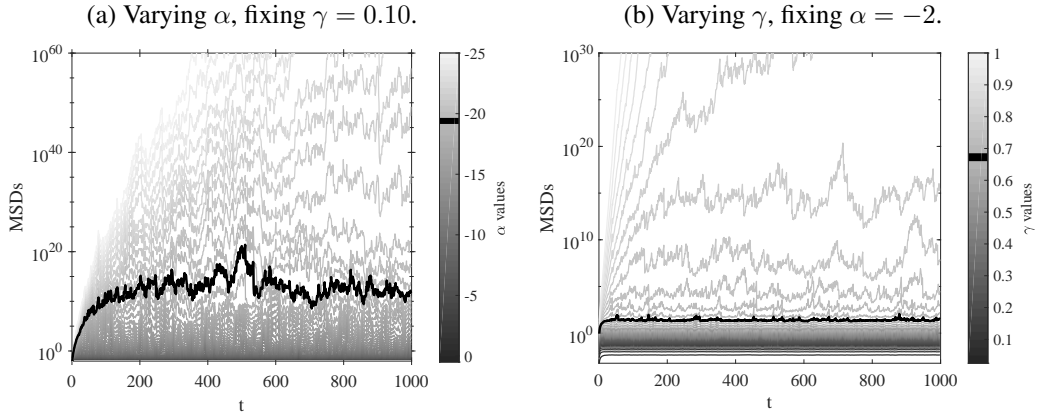 (a) Varying α, fixing γ = 0.10.
10^60
10^40
10^20
10^0
MSDs
0 200 400 600 800 1000
t
-25
-20
-15
-10
-5
0
α values
(b) Varying γ, fixing α = −2.
10^30
10^20
10^10
10^0
MSDs
0 200 400 600 800 1000
t
1
0.9
0.8
0.7
0.6
0.5
0.4
0.3
0.2
0.1
γ values